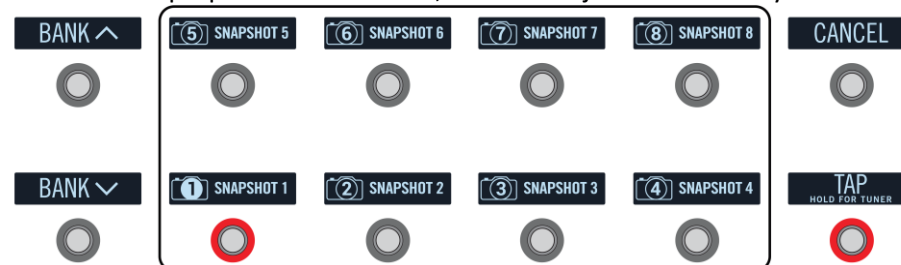 BANK 5 SNAPSHOT 5 6 SNAPSHOT 6 7 SNAPSHOT 7 8 SNAPSHOT 8 CANCEL
BANK 1 SNAPSHOT 1 2 SNAPSHOT 2 3 SNAPSHOT 3 4 SNAPSHOT 4 TAP
HOLD FOR TUNER